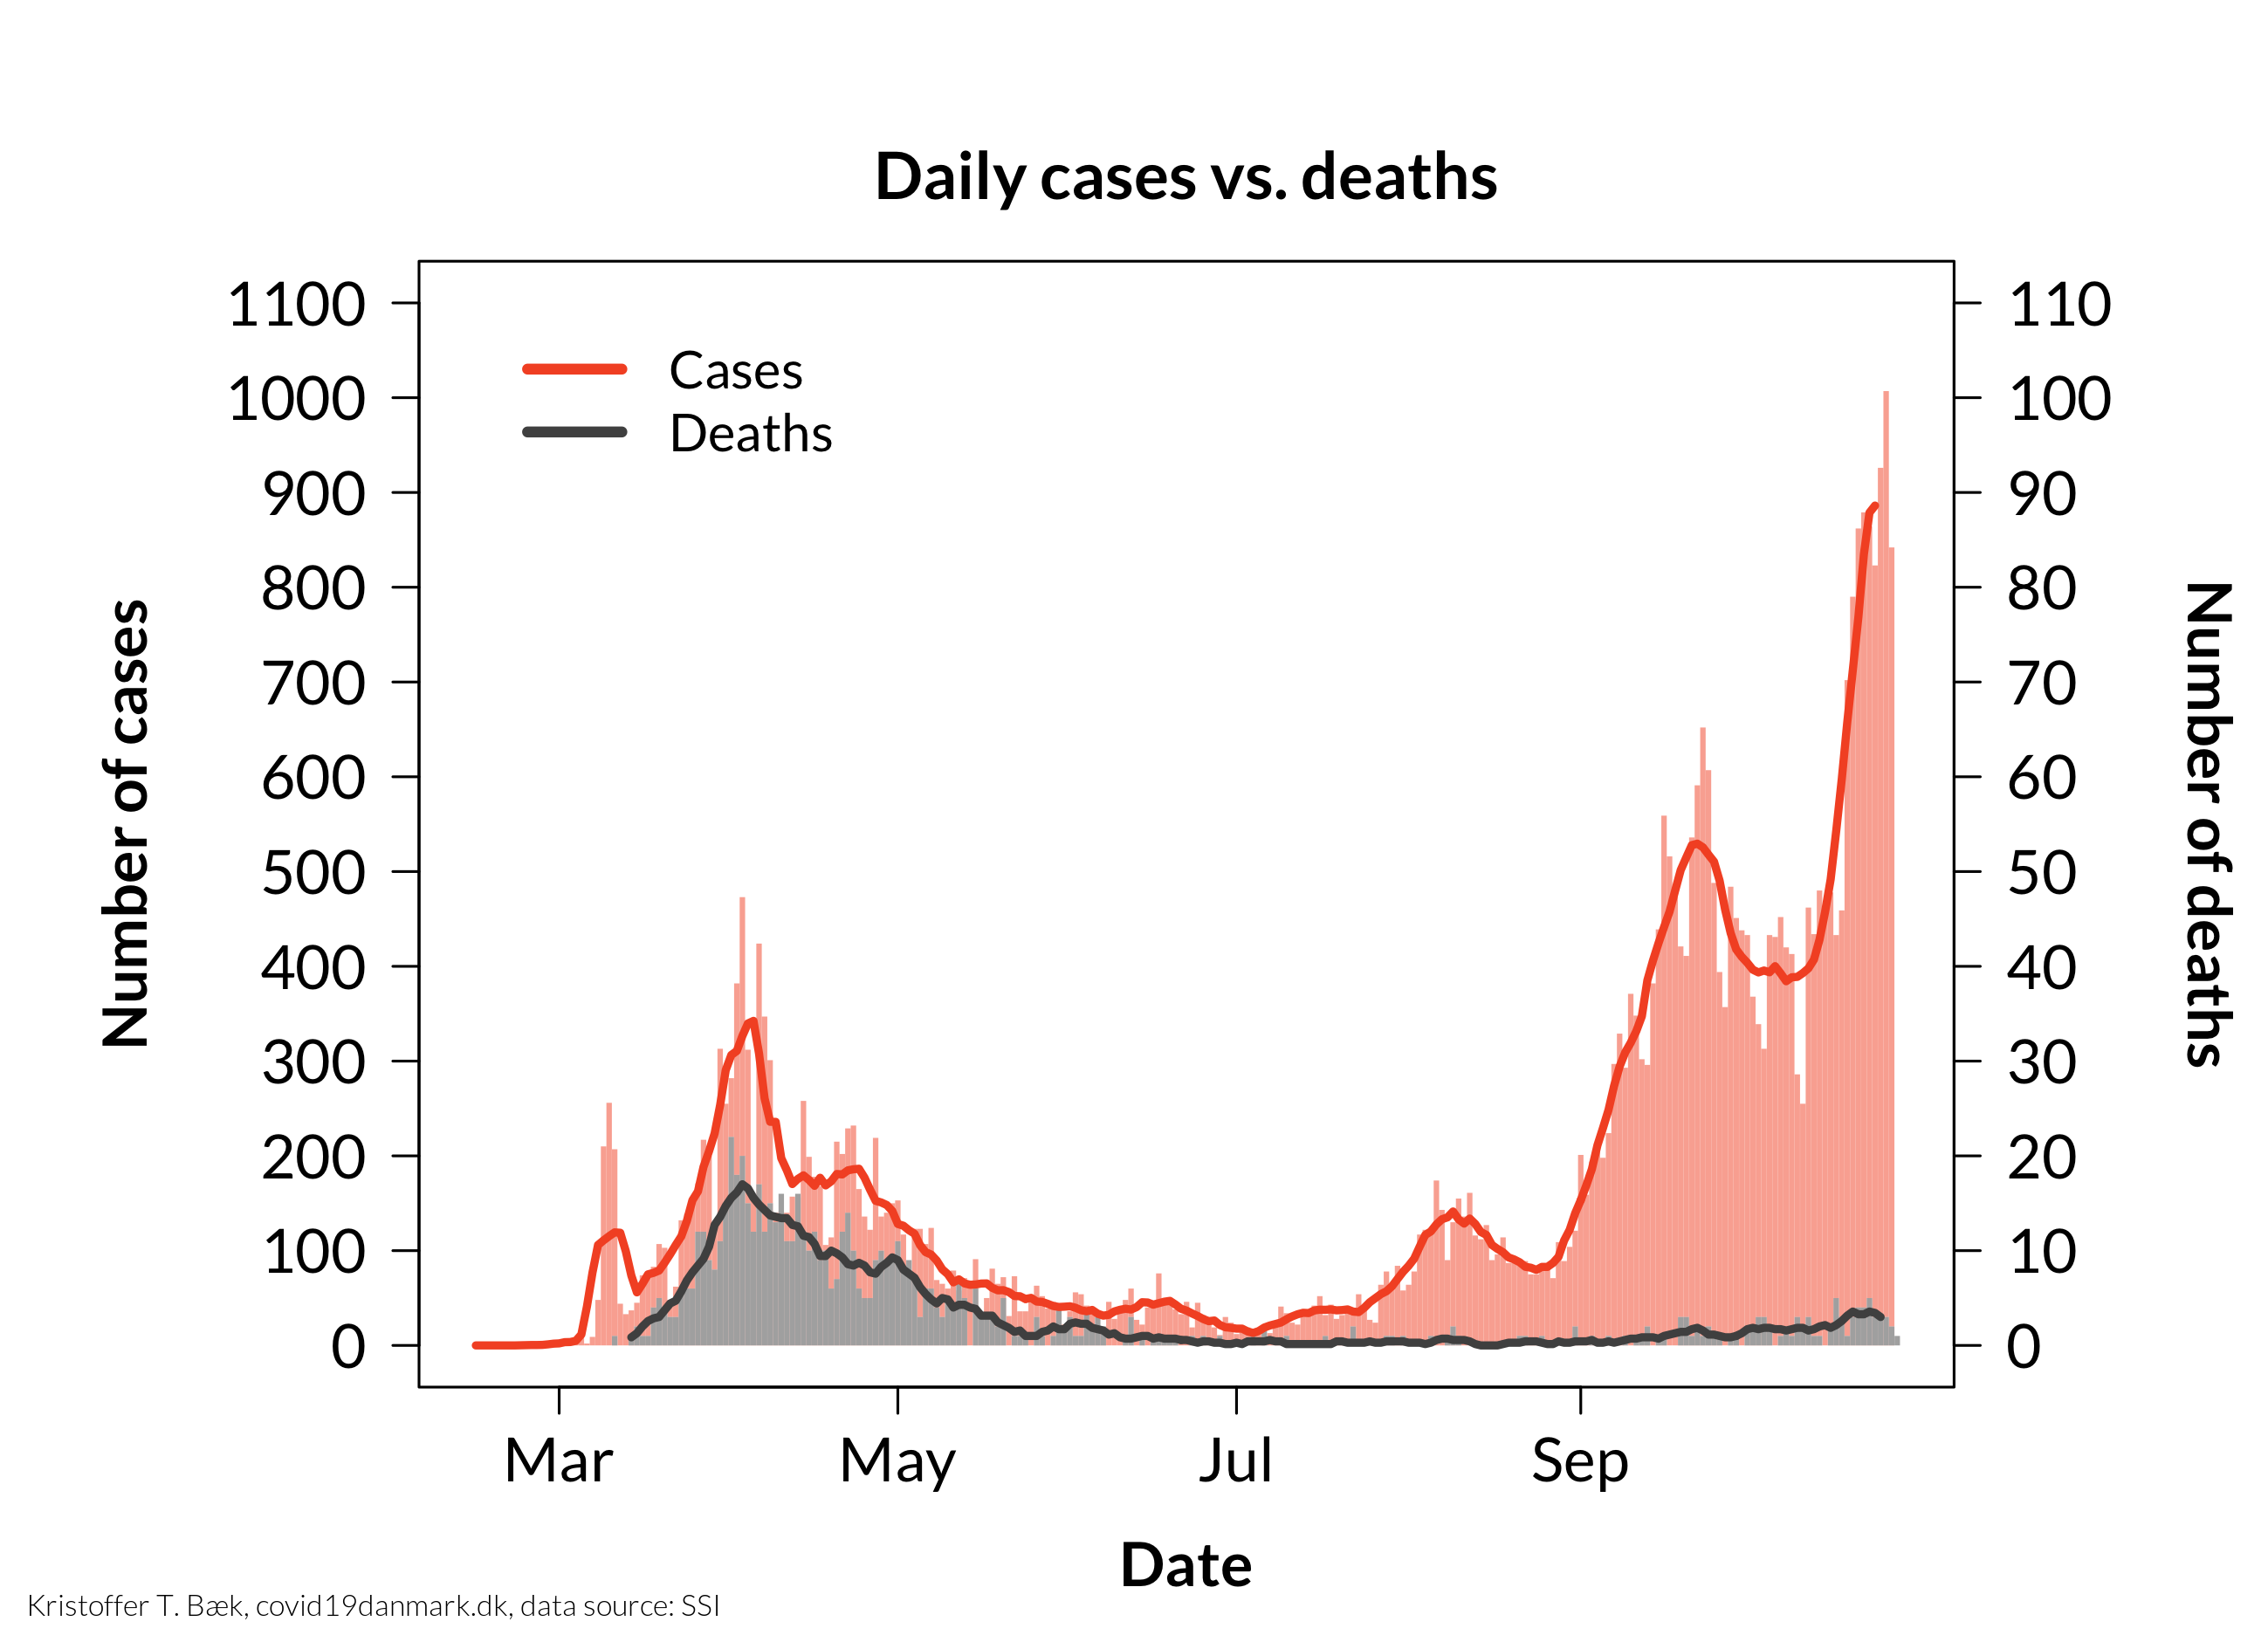 Daily cases vs. deaths
1100
1000
900
800
700
600
500
400
300
200
100
0
Number of cases
Cases
Deaths
110
100
90
80
70
60
50
40
30
20
10
0
Number of deaths
Mar
May
Jul
Sep
Date
Kristoffer T. Bæk, covid19danmark.dk, data source: SSI